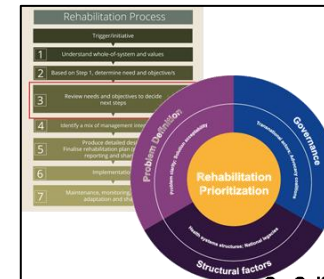 Rehabilitation Process
Trigger/initiative
1 Understand whole-of-system and values
2 Based on Step 1, determine need and objective/s
3 Review needs and objectives to decide
next steps
4 Identify a mix of management
5 Produce detailed
Finalise rehabilitation plan
reporting and
6
7 Maintenance, monitoring,
adaptation and
Problem Definition
Governance
Structural factors
Rehabilitation
Prioritization
Health systems structures; National legacies